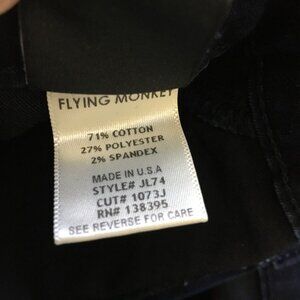 FLYING MONKEY
71% COTTON
27% POLYESTER
2% SPANDEX
MADE IN U.S.A
STYLE# JL74
CUT# 1073J
RN# 138395
SEE REVERSE FOR CARE